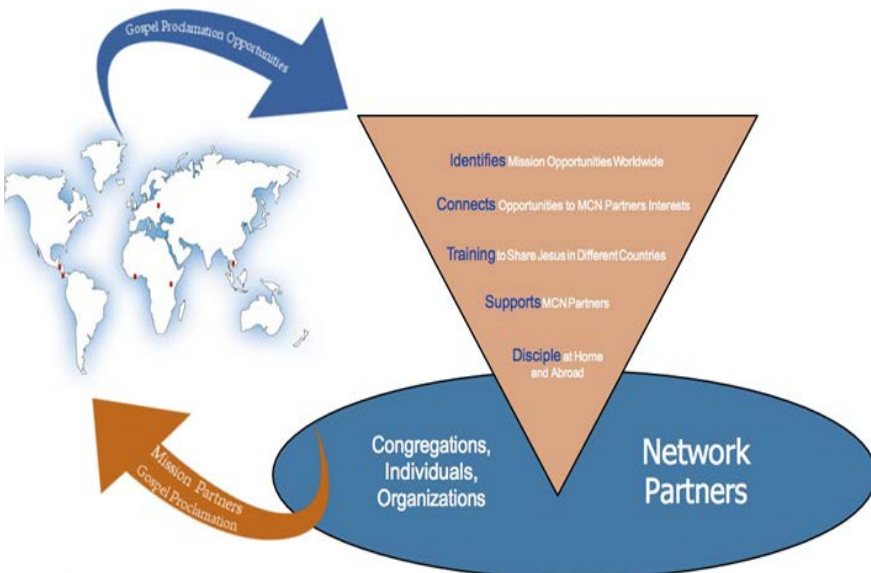 Gospel Proclamation Opportunities
Identifies Mission Opportunities Worldwide
Connects Opportunities to MCN Partners Interests
Training to Share Jesus in Different Countries
Supports MCN Partners
Disciple at Home
and Abroad
Congregations,
Individuals,
Organizations
Network
Partners
Mission Partners
Gospel Proclamation